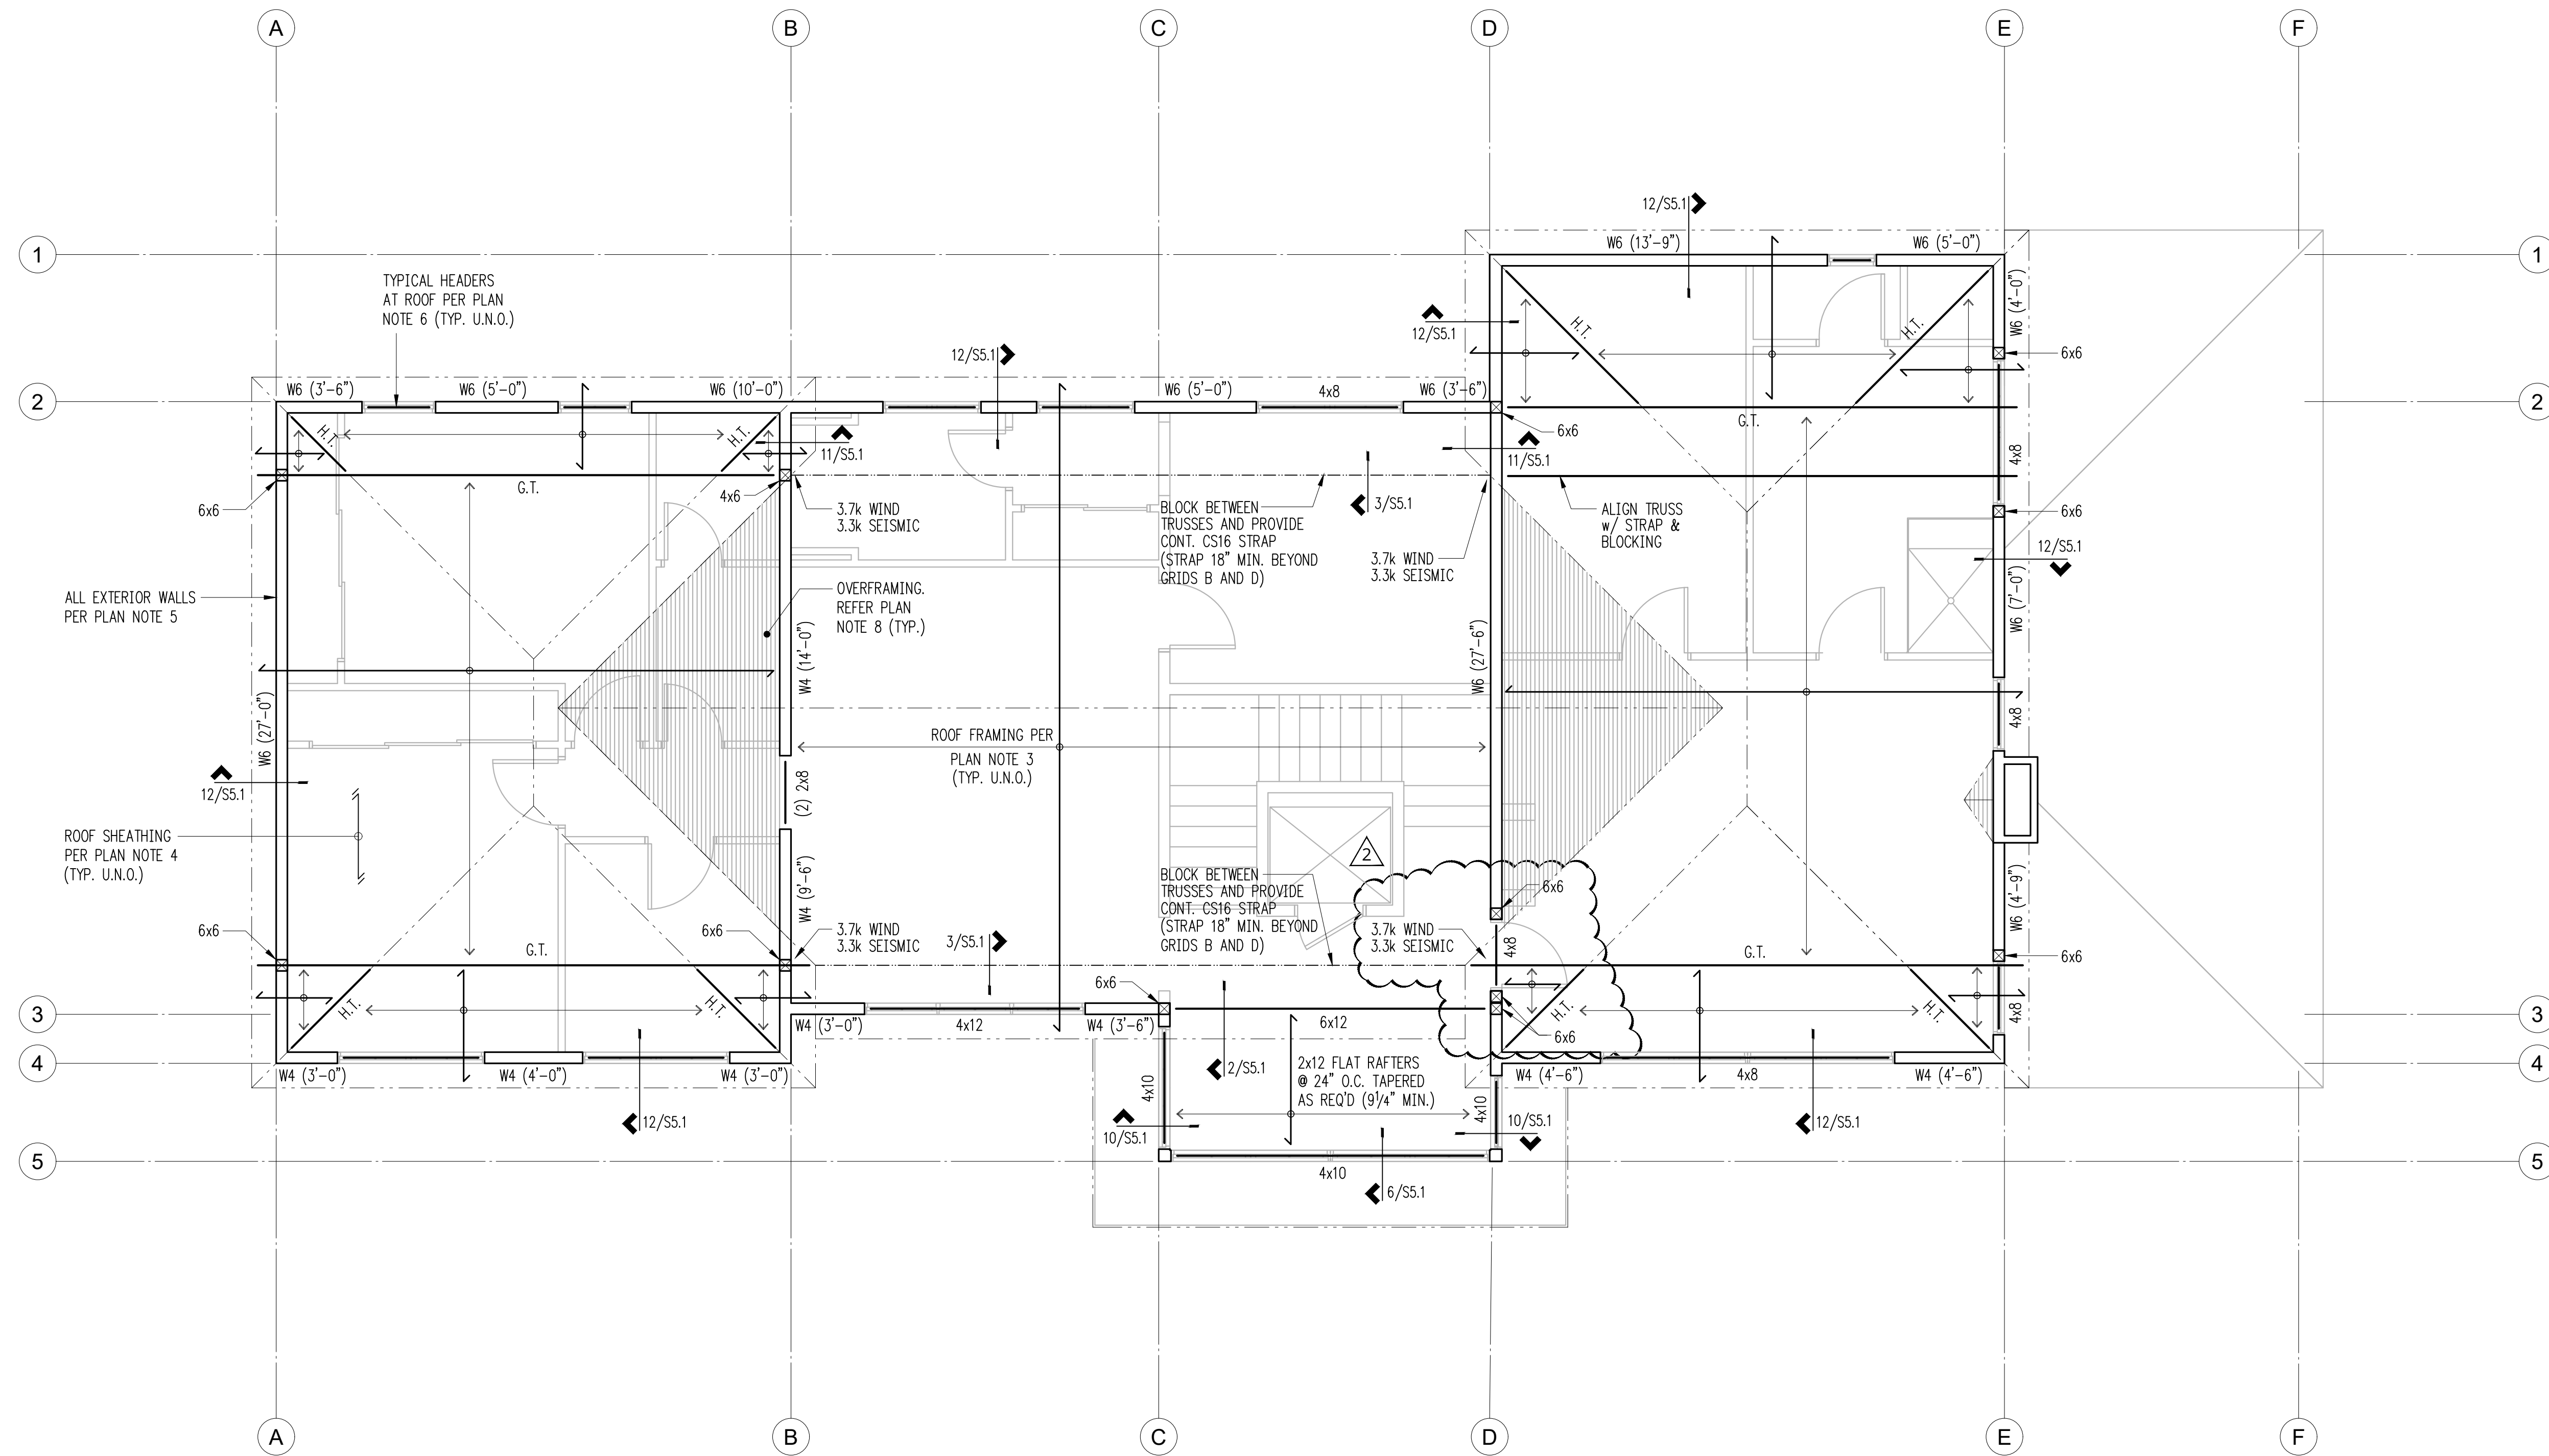 A
B
C
D
E
F
1
1
12/S5.1
W6 (13'-9")
W6 (5'-0")
TYPICAL HEADERS
AT ROOF PER PLAN
NOTE 6 (TYP. U.N.O.)
W6 (4'-0")
12/S5.1
H.T.
H.T.
12/S5.1
6x6
2
2
W6 (3'-6")
W6 (5'-0")
W6 (10'-0")
W6 (5'-0")
4x8
W6 (3'-6")
G.T.
6x6
H.T.
H.T.
11/S5.1
11/S5.1
4x8
G.T.
6x6
4x6
3.7k WIND
3.3k SEISMIC
BLOCK BETWEEN
TRUSSES AND PROVIDE
CONT. CS16 STRAP
(STRAP 18" MIN. BEYOND
GRIDS B AND D)
3/S5.1
3.7k WIND
3.3k SEISMIC
ALIGN TRUSS
w/ STRAP &
BLOCKING
6x6
12/S5.1
ALL EXTERIOR WALLS
PER PLAN NOTE 5
OVERFRAMING.
REFER PLAN
NOTE 8 (TYP.)
W4 (14'-0")
W6 (27'-6")
W6 (7'-0")
W6 (27'-0")
4x8
ROOF FRAMING PER
PLAN NOTE 3
(TYP. U.N.O.)
(2) 2x8
12/S5.1
ROOF SHEATHING
PER PLAN NOTE 4
(TYP. U.N.O.)
2
BLOCK BETWEEN
TRUSSES AND PROVIDE
CONT. CS16 STRAP
(STRAP 18" MIN. BEYOND
GRIDS B AND D)
6x6
W4 (9'-6")
W6 (4'-9")
6x6
G.T.
6x6
3.7k WIND
3.3k SEISMIC
3/S5.1
3.7k WIND
3.3k SEISMIC
4x8
G.T.
6x6
6x6
H.T.
H.T.
H.T.
H.T.
4x8
3
3
W4 (3'-0")
4x12
W4 (3'-6")
6x12
6x6
4
4
W4 (3'-0")
W4 (4'-0")
W4 (3'-0")
2/S5.1
2x12 FLAT RAFTERS
@ 24" O.C. TAPERED
AS REQ'D (9¼" MIN.)
4x10
4x10
W4 (4'-6")
4x8
W4 (4'-6")
12/S5.1
10/S5.1
10/S5.1
12/S5.1
5
5
4x10
6/S5.1
A
B
C
D
E
F